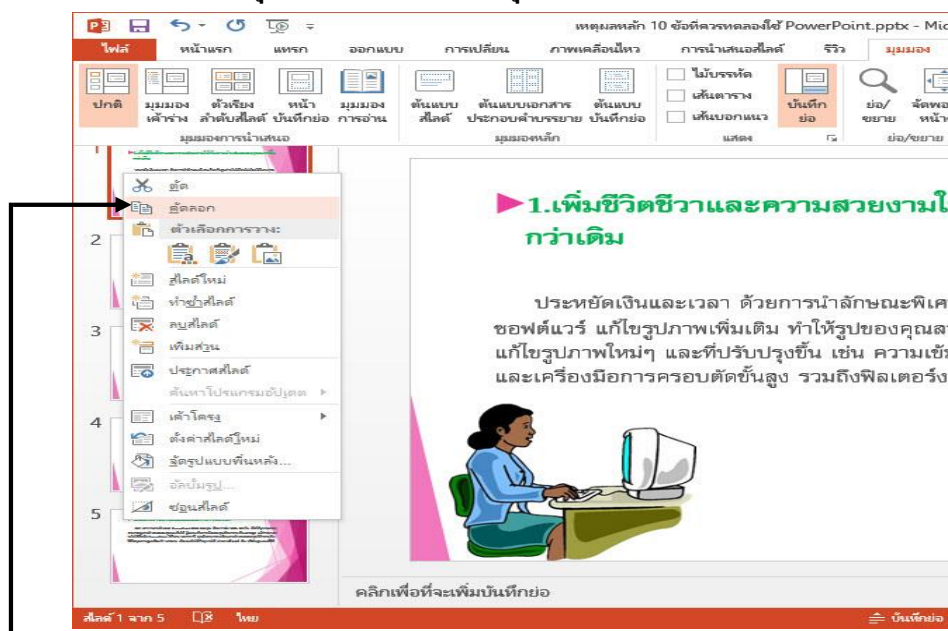 เหตุผลหลัก 10 ข้อที่ควรทดลองใช้ PowerPoint.pptx - Mic
ไฟล์ หน้าแรก แทรก ออกแบบ การเปลี่ยน ภาพเคลื่อนไหว การนำเสนอสไลด์ รีวิว มุมมอง
ปกติ มุมมองเค้าร่าง ตัวเรียงลำดับสไลด์ หน้าบันทึกย่อ มุมมองการอ่าน
ต้นแบบสไลด์ ต้นแบบเอกสารประกอบคำบรรยาย ต้นแบบบันทึกย่อ
ไม้บรรทัด
เส้นตาราง
เส้นบอกแนว
บันทึกย่อ
ย่อ/ขยาย
มุมมองการนำเสนอ มุมมองหลัก แสดง ย่อ/ขยาย
1
ตัด
คัดลอก
ตัวเลือกการวาง:
สไลด์ใหม่
ทำซ้ำสไลด์
ลบสไลด์
เพิ่มส่วน
ประกาศสไลด์
ค้นหาโปรแกรมอัปเดต
เค้าโครง
ตั้งค่าสไลด์ใหม่
จัดรูปแบบพื้นหลัง...
อัลบั้มรูป...
ซ่อนสไลด์
2
3
4
5
1.เพิ่มชีวิตชีวาและความสวยงามใ
กว่าเดิม
ประหยัดเงินและเวลา ด้วยการนำลักษณะพิเศ
ซอฟต์แวร์ แก้ไขรูปภาพเพิ่มเติม ทำให้รูปของคุณส
แก้ไขรูปภาพใหม่ๆ และที่ปรับปรุงขึ้น เช่น ความเข้ม
และเครื่องมือการครอบตัดขั้นสูง รวมถึงฟิลเตอร์ง
คลิกเพื่อที่จะเพิ่มบันทึกย่อ
สไลด์ 1 จาก 5 ไทย บันทึกย่อ